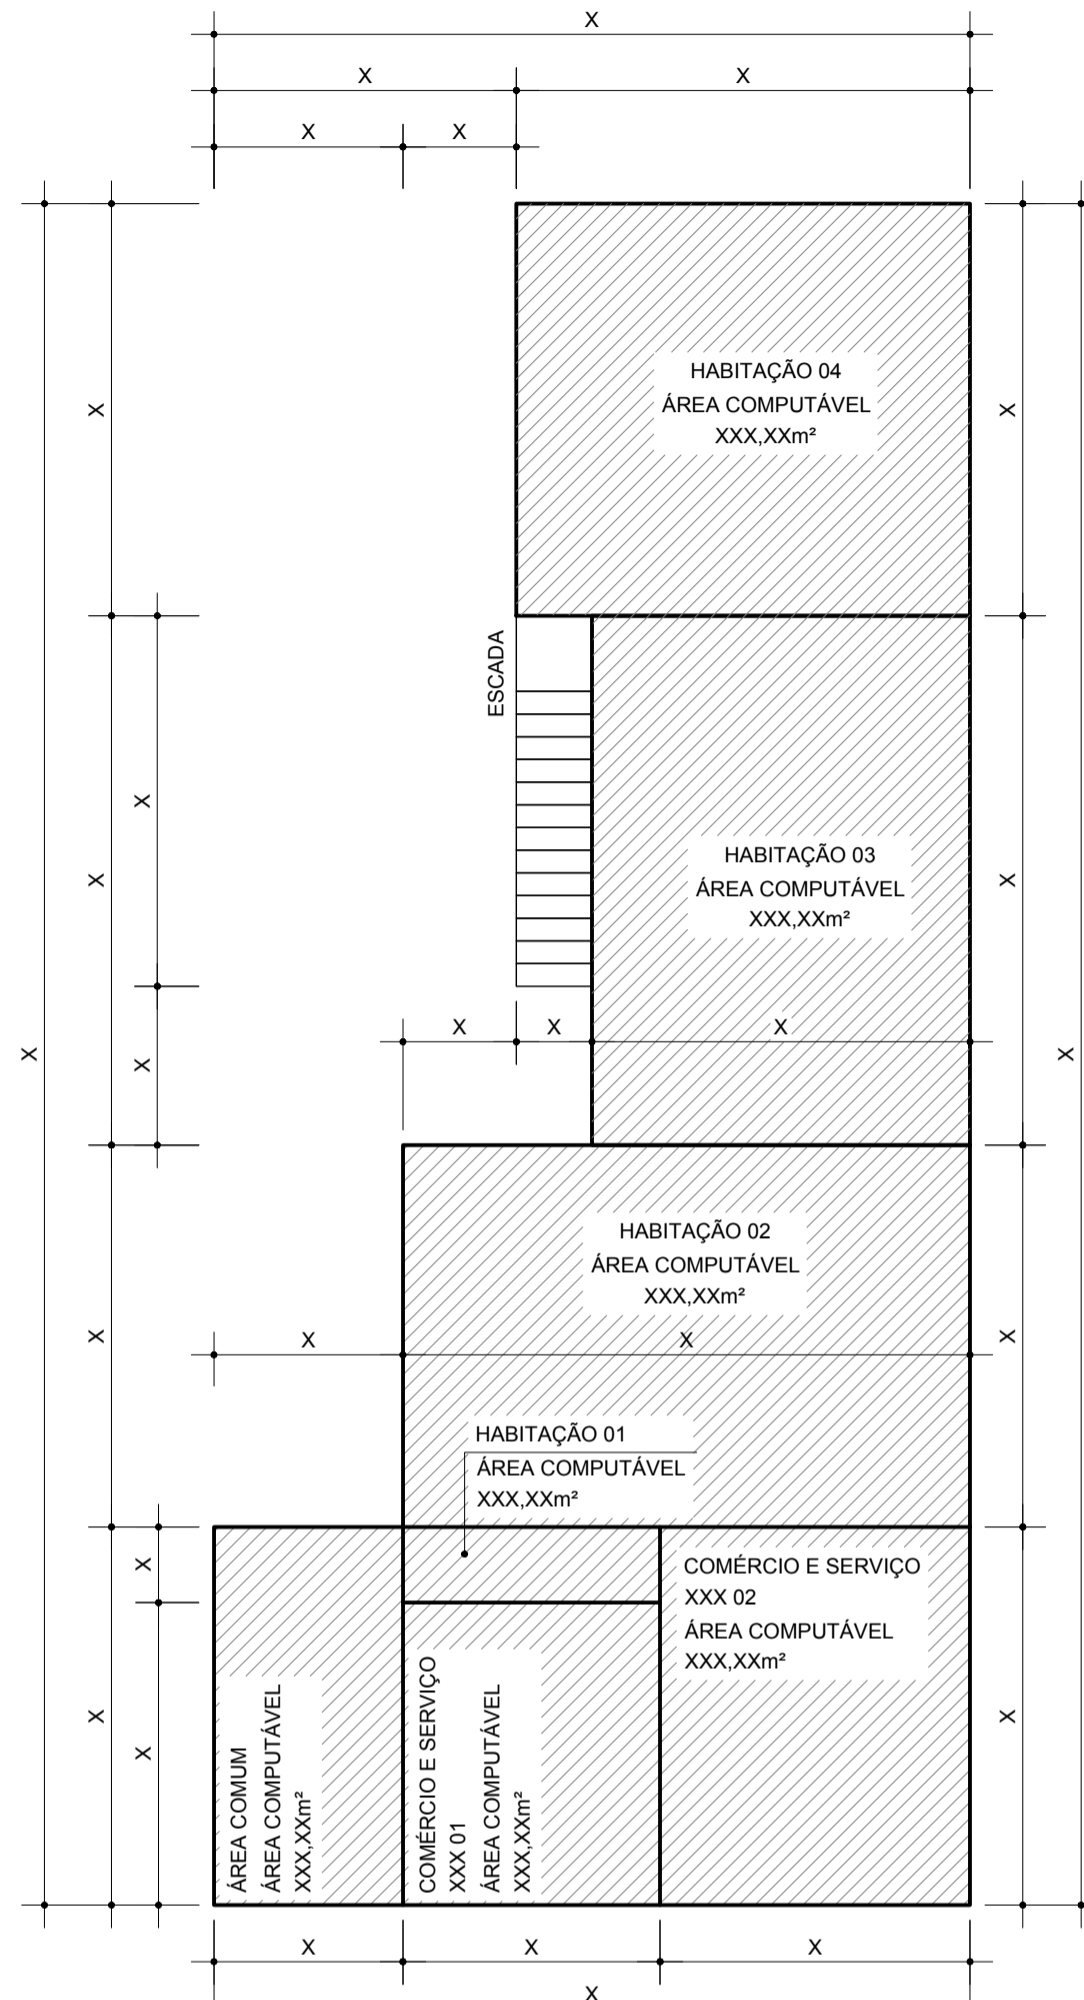 X
X
X
X
X
HABITAÇÃO 04
ÁREA COMPUTÁVEL
XXX,XXm²
X
X
ESCADA
X
HABITAÇÃO 03
ÁREA COMPUTÁVEL
XXX,XXm²
X
X
X
X
X
X
X
X
HABITAÇÃO 02
ÁREA COMPUTÁVEL
XXX,XXm²
X
X
X
X
HABITAÇÃO 01
ÁREA COMPUTÁVEL
XXX,XXm²
X
COMÉRCIO E SERVIÇO
XXX 02
ÁREA COMPUTÁVEL
XXX,XXm²
X
X
X
ÁREA COMUM
ÁREA COMPUTÁVEL
XXX,XXm²
COMÉRCIO E SERVIÇO
XXX 01
ÁREA COMPUTÁVEL
XXX,XXm²
X
X
X
X